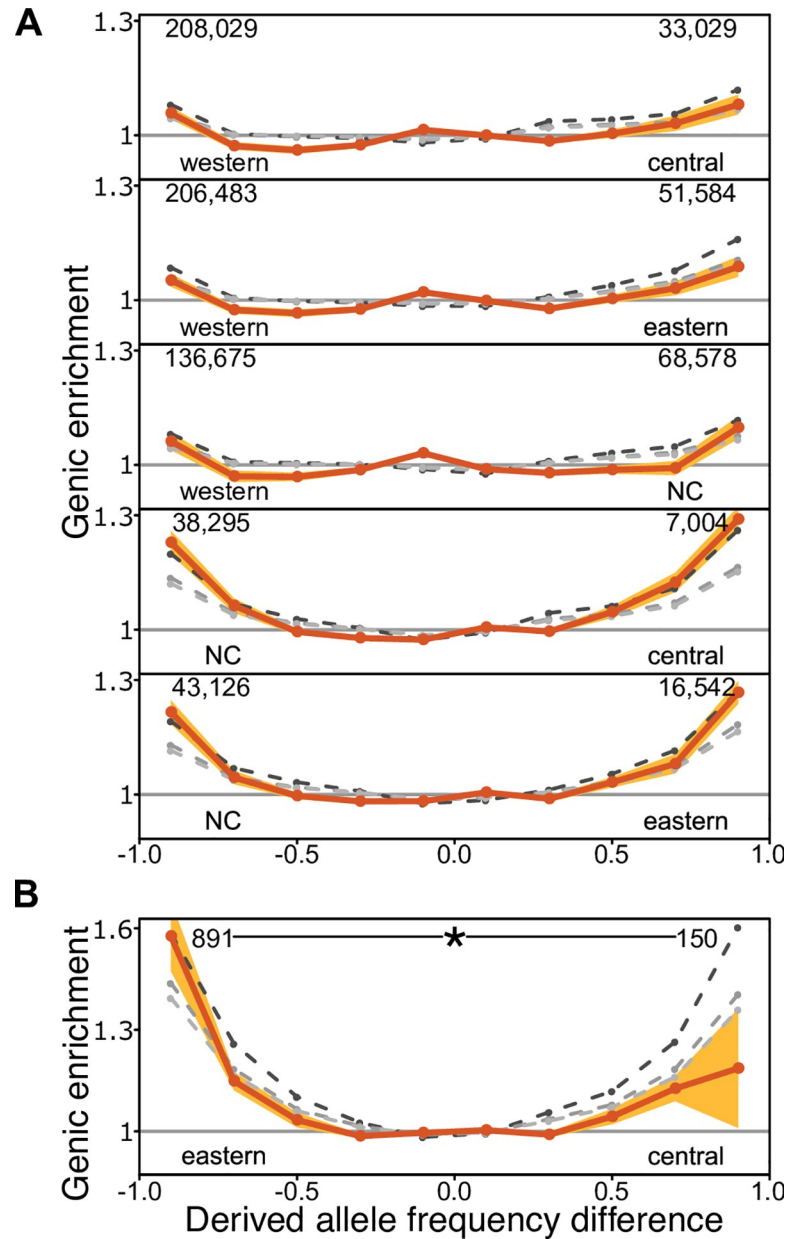 A
1.3
208,029 33,029
1
western central
1.3
206,483 51,584
1
western eastern
1.3
136,675 68,578
1
western NC
1.3
38,295 7,004
1
NC central
1.3
43,126 16,542
1
NC eastern
Genic enrichment
-1.0 -0.5 0.0 0.5 1.0
B
1.6
891 * 150
1.3
1
eastern central
Genic enrichment
-1.0 -0.5 0.0 0.5 1.0
Derived allele frequency difference